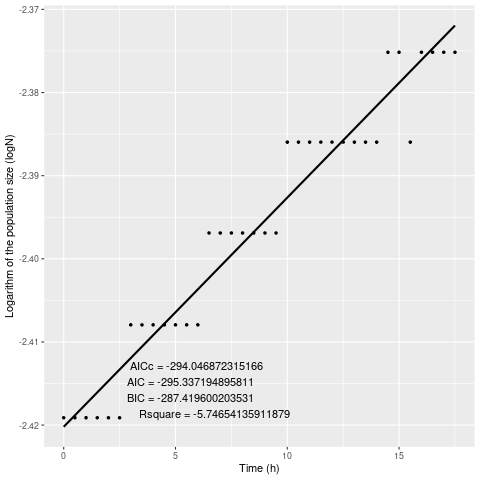 -2.37
-2.38
-2.39
-2.40
-2.41
-2.42
Logarithm of the population size (logN)
AICc = -294.046872315166
AIC = -295.337194895811
BIC = -287.419600203531
Rsquare = -5.74654135911879
0 5 10 15
Time (h)